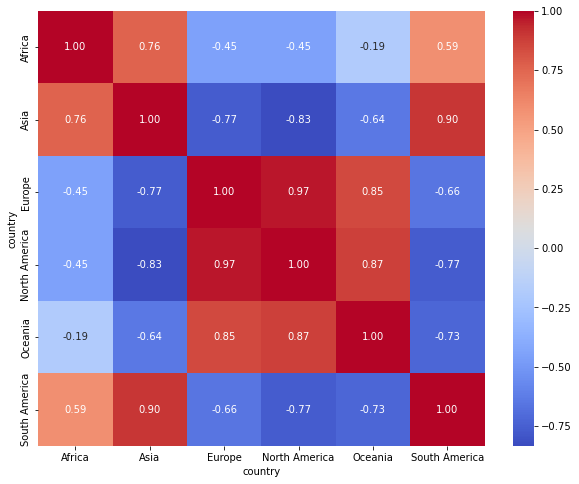 1.00
Africa 1.00 0.76 -0.45 -0.45 -0.19 0.59
0.75
Asia 0.76 1.00 -0.77 -0.83 -0.64 0.90
0.50
Europe -0.45 -0.77 1.00 0.97 0.85 -0.66
0.25
country
0.00
North America -0.45 -0.83 0.97 1.00 0.87 -0.77
-0.25
Oceania -0.19 -0.64 0.85 0.87 1.00 -0.73
-0.50
South America 0.59 0.90 -0.66 -0.77 -0.73 1.00
-0.75
Africa Asia Europe North America Oceania South America
country